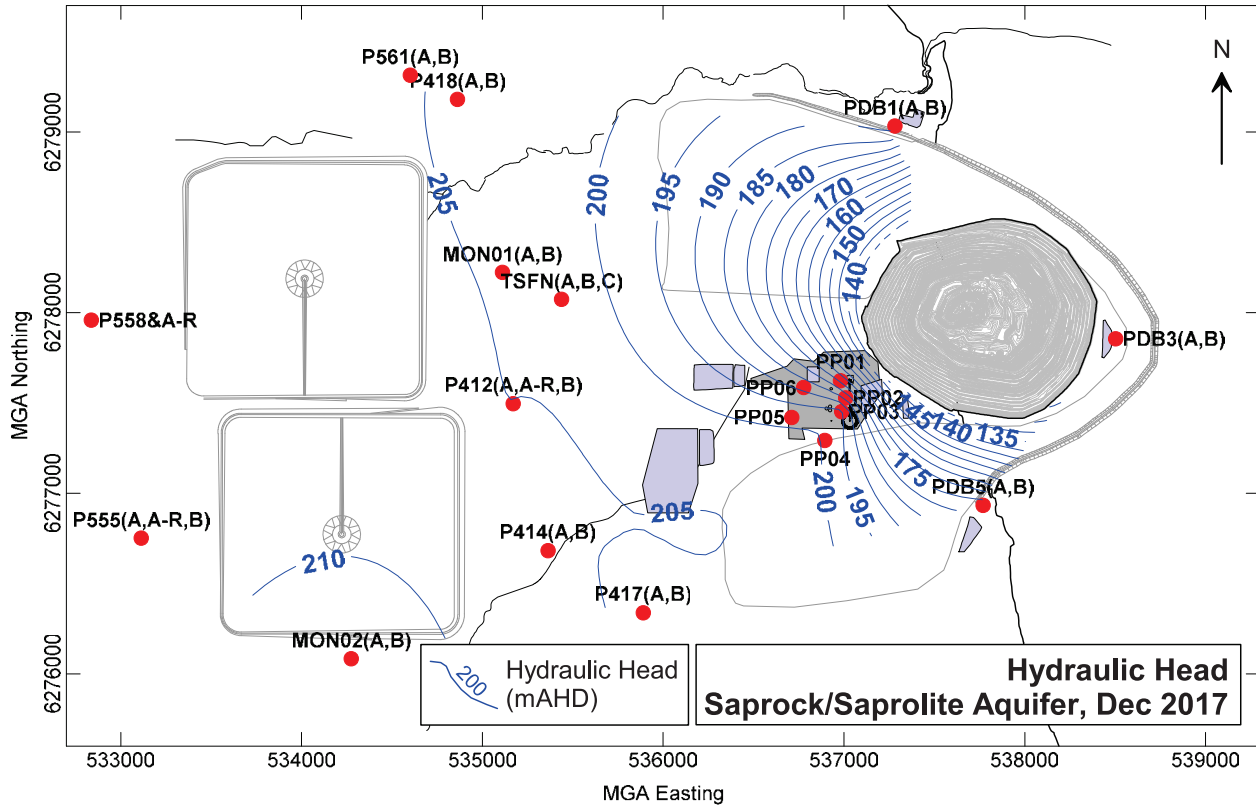 P561(A,B)
P418(A,B)
N
PDB1(A,B)
6279000
205
200
195
190
185
180
170
160
150
140
MON01(A,B)
TSFN(A,B,C)
6278000
P558&A-R
PDB3(A,B)
MGA Northing
PP01
PP06
PP02
P412(A,A-R,B)
PP03
PP05
145
140
135
PP04
175
PDB5(A,B)
6277000
200
195
205
P555(A,A-R,B)
P414(A,B)
210
P417(A,B)
MON02(A,B)
6276000
200
Hydraulic Head
(mAHD)
Hydraulic Head
Saprock/Saprolite Aquifer, Dec 2017
533000
534000
535000
536000
537000
538000
539000
MGA Easting